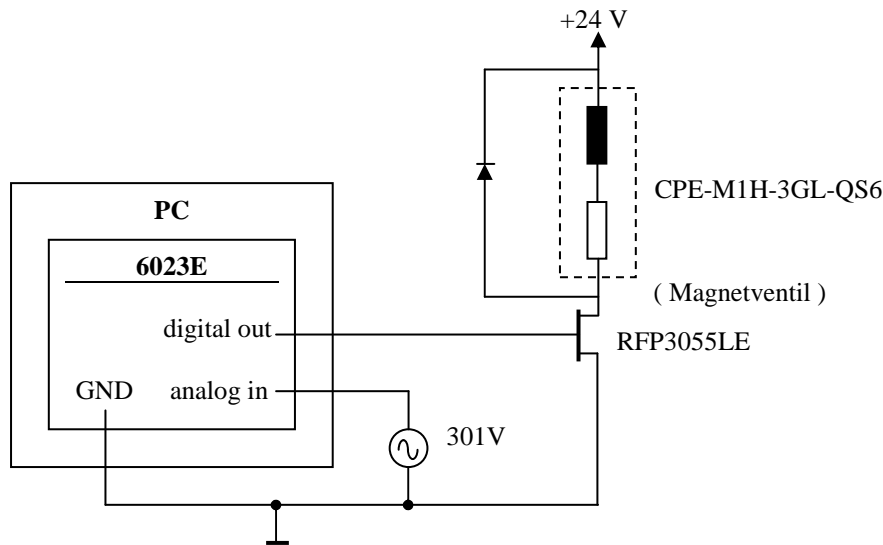 +24 V
CPE-M1H-3GL-QS6
PC
6023E
( Magnetventil )
digital out
RFP3055LE
GND
analog in
301V